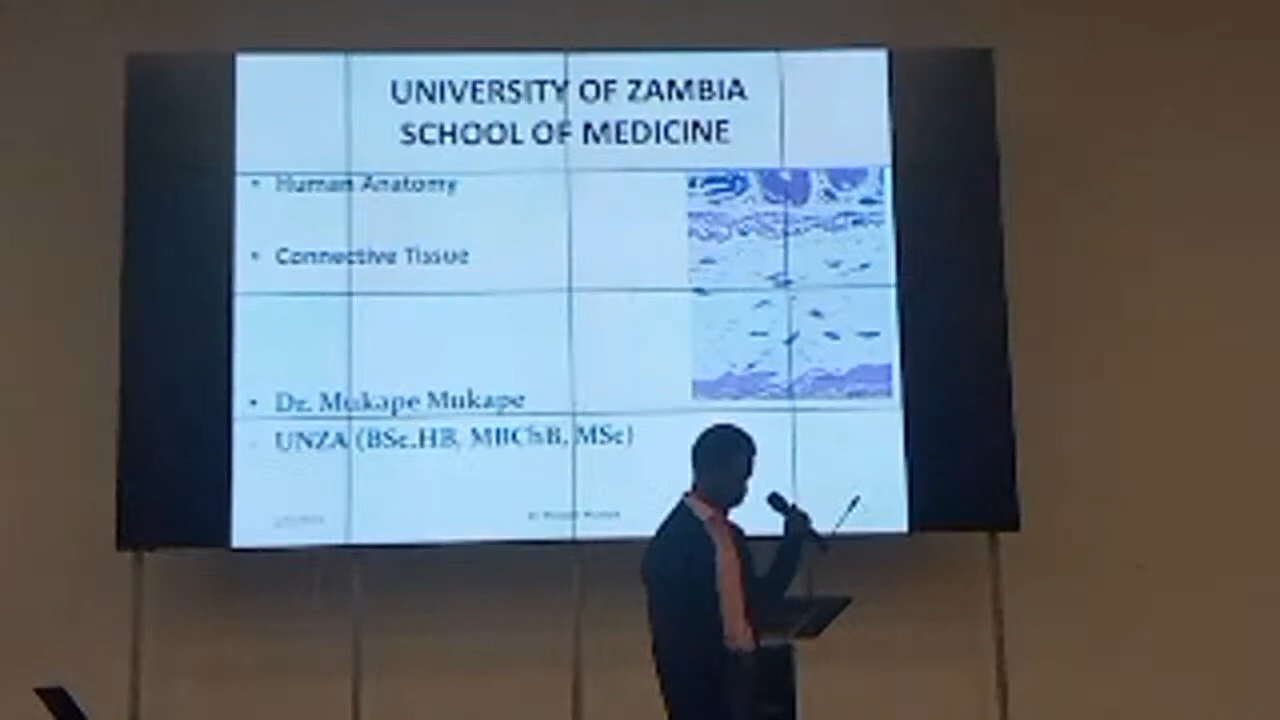 UNIVERSITY OF ZAMBIA
SCHOOL OF MEDICINE
• Human Anatomy
• Connective Tissue
• Dr. Mukape Mukape
UNZA (BSc.HB, MBChB, MSc)